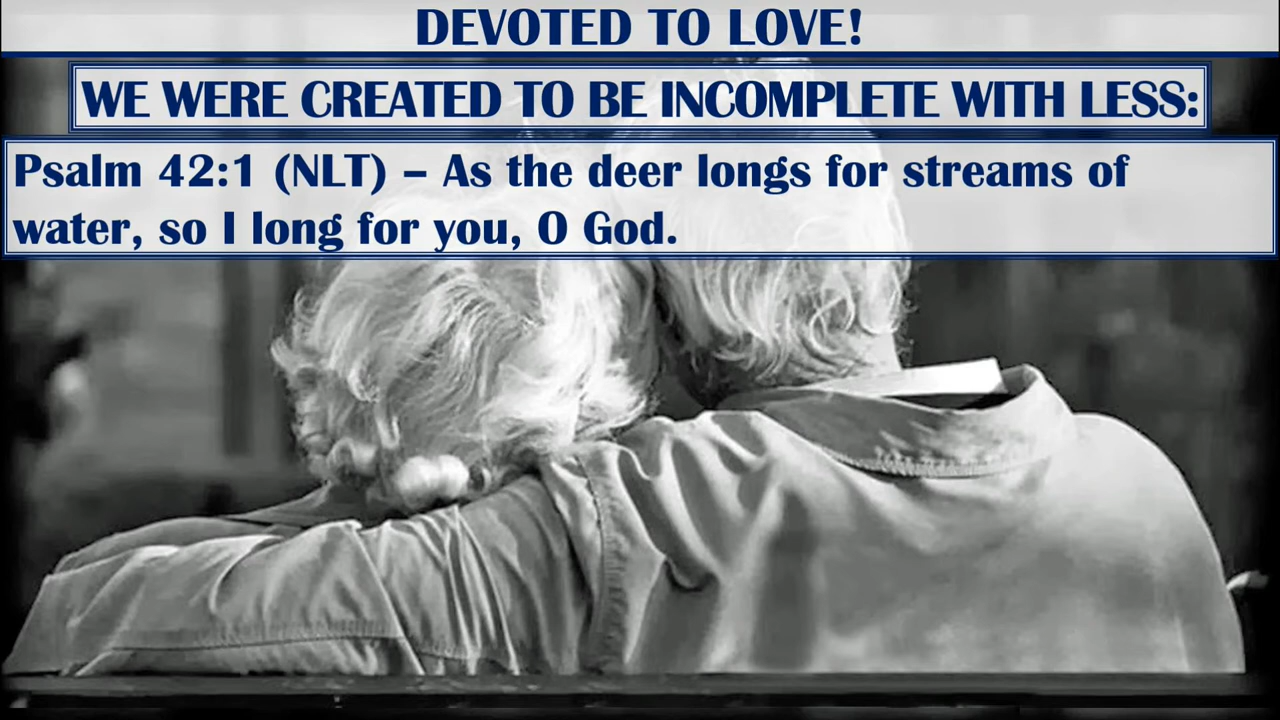 DEVOTED TO LOVE!
WE WERE CREATED TO BE INCOMPLETE WITH LESS:
Psalm 42:1 (NLT) – As the deer longs for streams of
water, so I long for you, O God.